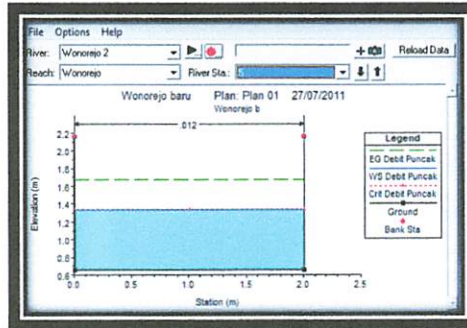 File Options Help
River: Wonorejo 2 Reload Data
Reach: Wonorejo River Sta.:
Wonorejo baru Plan: Plan 01 27/07/2011
Wonorejo b
.012
2.2
2.0
1.8
1.6
1.4
1.2
1.0
0.8
0.6
Elevation (m)
0.0 0.5 1.0 1.5 2.0 2.5
Station (m)
Legend
EG Debit Puncak
WS Debit Puncak
Crit Debit Puncak
Ground
Bank Sta